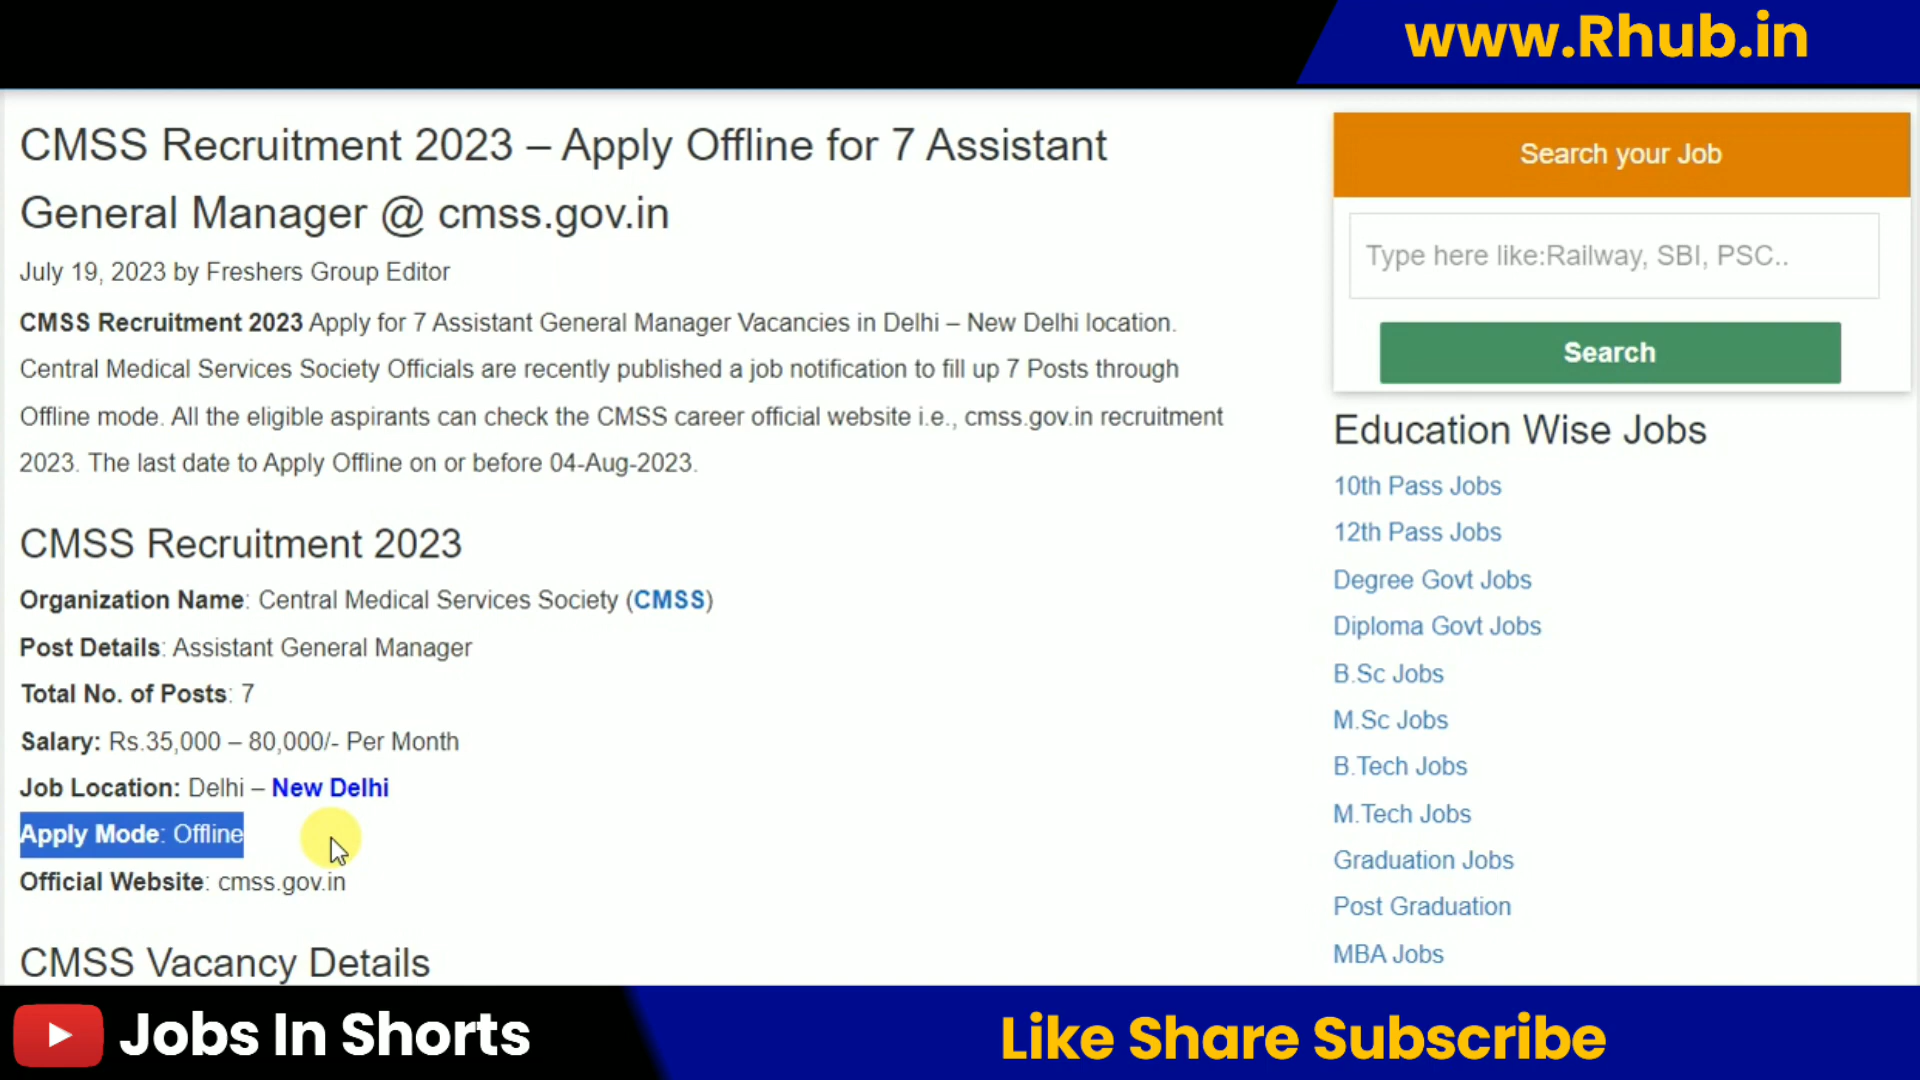 www.Rhub.in
CMSS Recruitment 2023 – Apply Offline for 7 Assistant
General Manager @ cmss.gov.in
July 19, 2023 by Freshers Group Editor
CMSS Recruitment 2023 Apply for 7 Assistant General Manager Vacancies in Delhi – New Delhi location.
Central Medical Services Society Officials are recently published a job notification to fill up 7 Posts through
Offline mode. All the eligible aspirants can check the CMSS career official website i.e., cmss.gov.in recruitment
2023. The last date to Apply Offline on or before 04-Aug-2023.
CMSS Recruitment 2023
Organization Name: Central Medical Services Society (CMSS)
Post Details: Assistant General Manager
Total No. of Posts: 7
Salary: Rs.35,000 – 80,000/- Per Month
Job Location: Delhi – New Delhi
Apply Mode: Offline
Official Website: cmss.gov.in
CMSS Vacancy Details
Search your Job
Type here like:Railway, SBI, PSC..
Search
Education Wise Jobs
10th Pass Jobs
12th Pass Jobs
Degree Govt Jobs
Diploma Govt Jobs
B.Sc Jobs
M.Sc Jobs
B.Tech Jobs
M.Tech Jobs
Graduation Jobs
Post Graduation
MBA Jobs
Jobs In Shorts
Like Share Subscribe